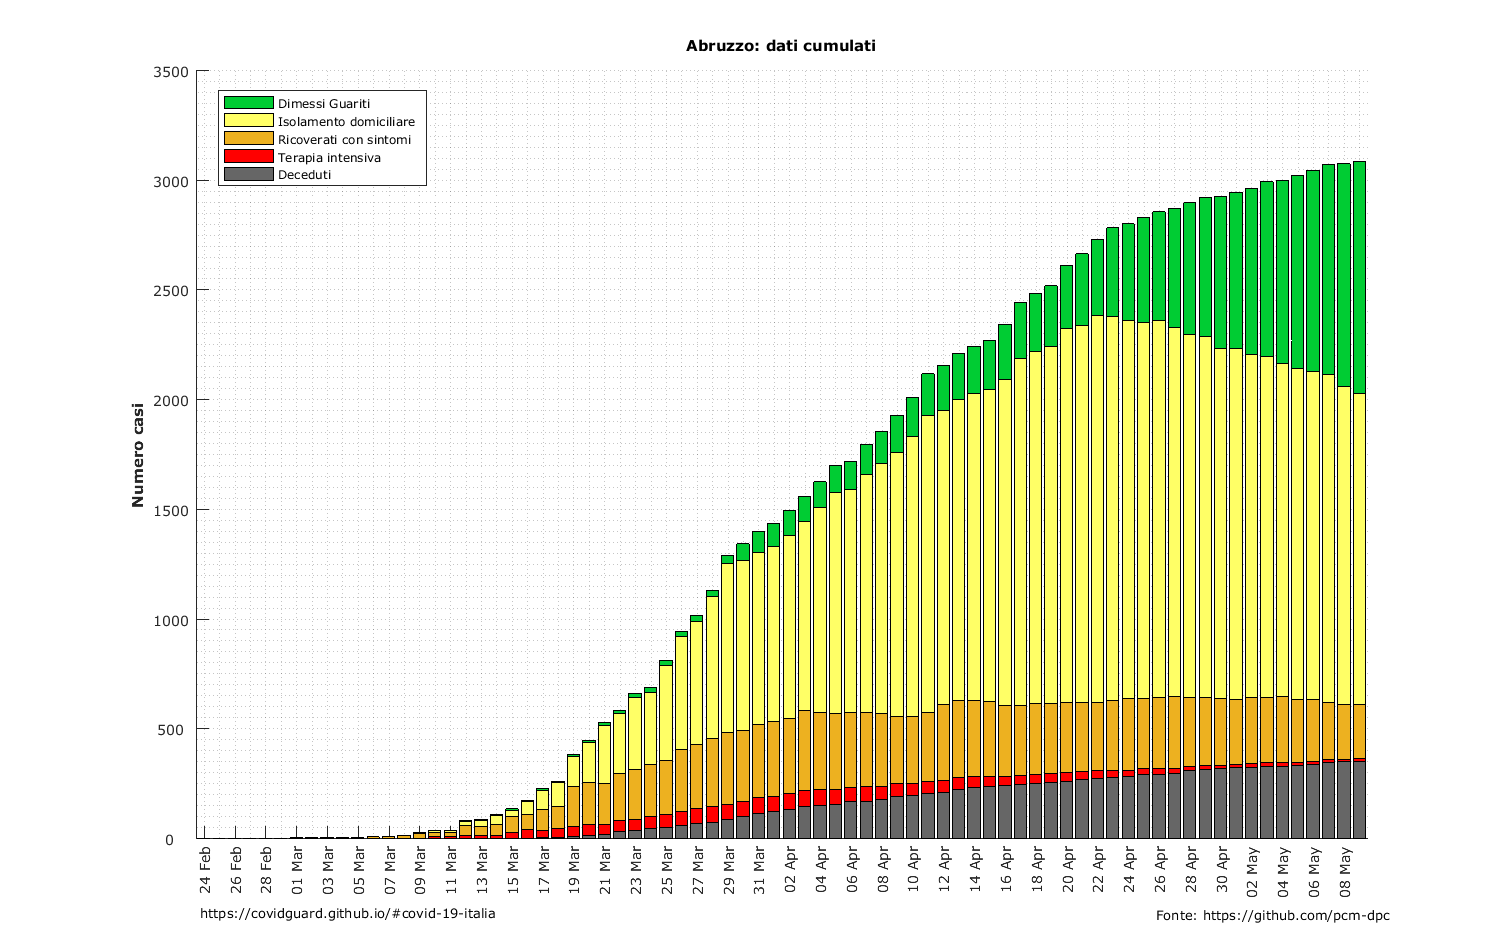 Abruzzo: dati cumulati
Dimessi Guariti
Isolamento domiciliare
Ricoverati con sintomi
Terapia intensiva
Deceduti
Numero casi
3500
3000
2500
2000
1500
1000
500
0
24 Feb
26 Feb
28 Feb
01 Mar
03 Mar
05 Mar
07 Mar
09 Mar
11 Mar
13 Mar
15 Mar
17 Mar
19 Mar
21 Mar
23 Mar
25 Mar
27 Mar
29 Mar
31 Mar
02 Apr
04 Apr
06 Apr
08 Apr
10 Apr
12 Apr
14 Apr
16 Apr
18 Apr
20 Apr
22 Apr
24 Apr
26 Apr
28 Apr
30 Apr
02 May
04 May
06 May
08 May
https://covidguard.github.io/#covid-19-italia
Fonte: https://github.com/pcm-dpc